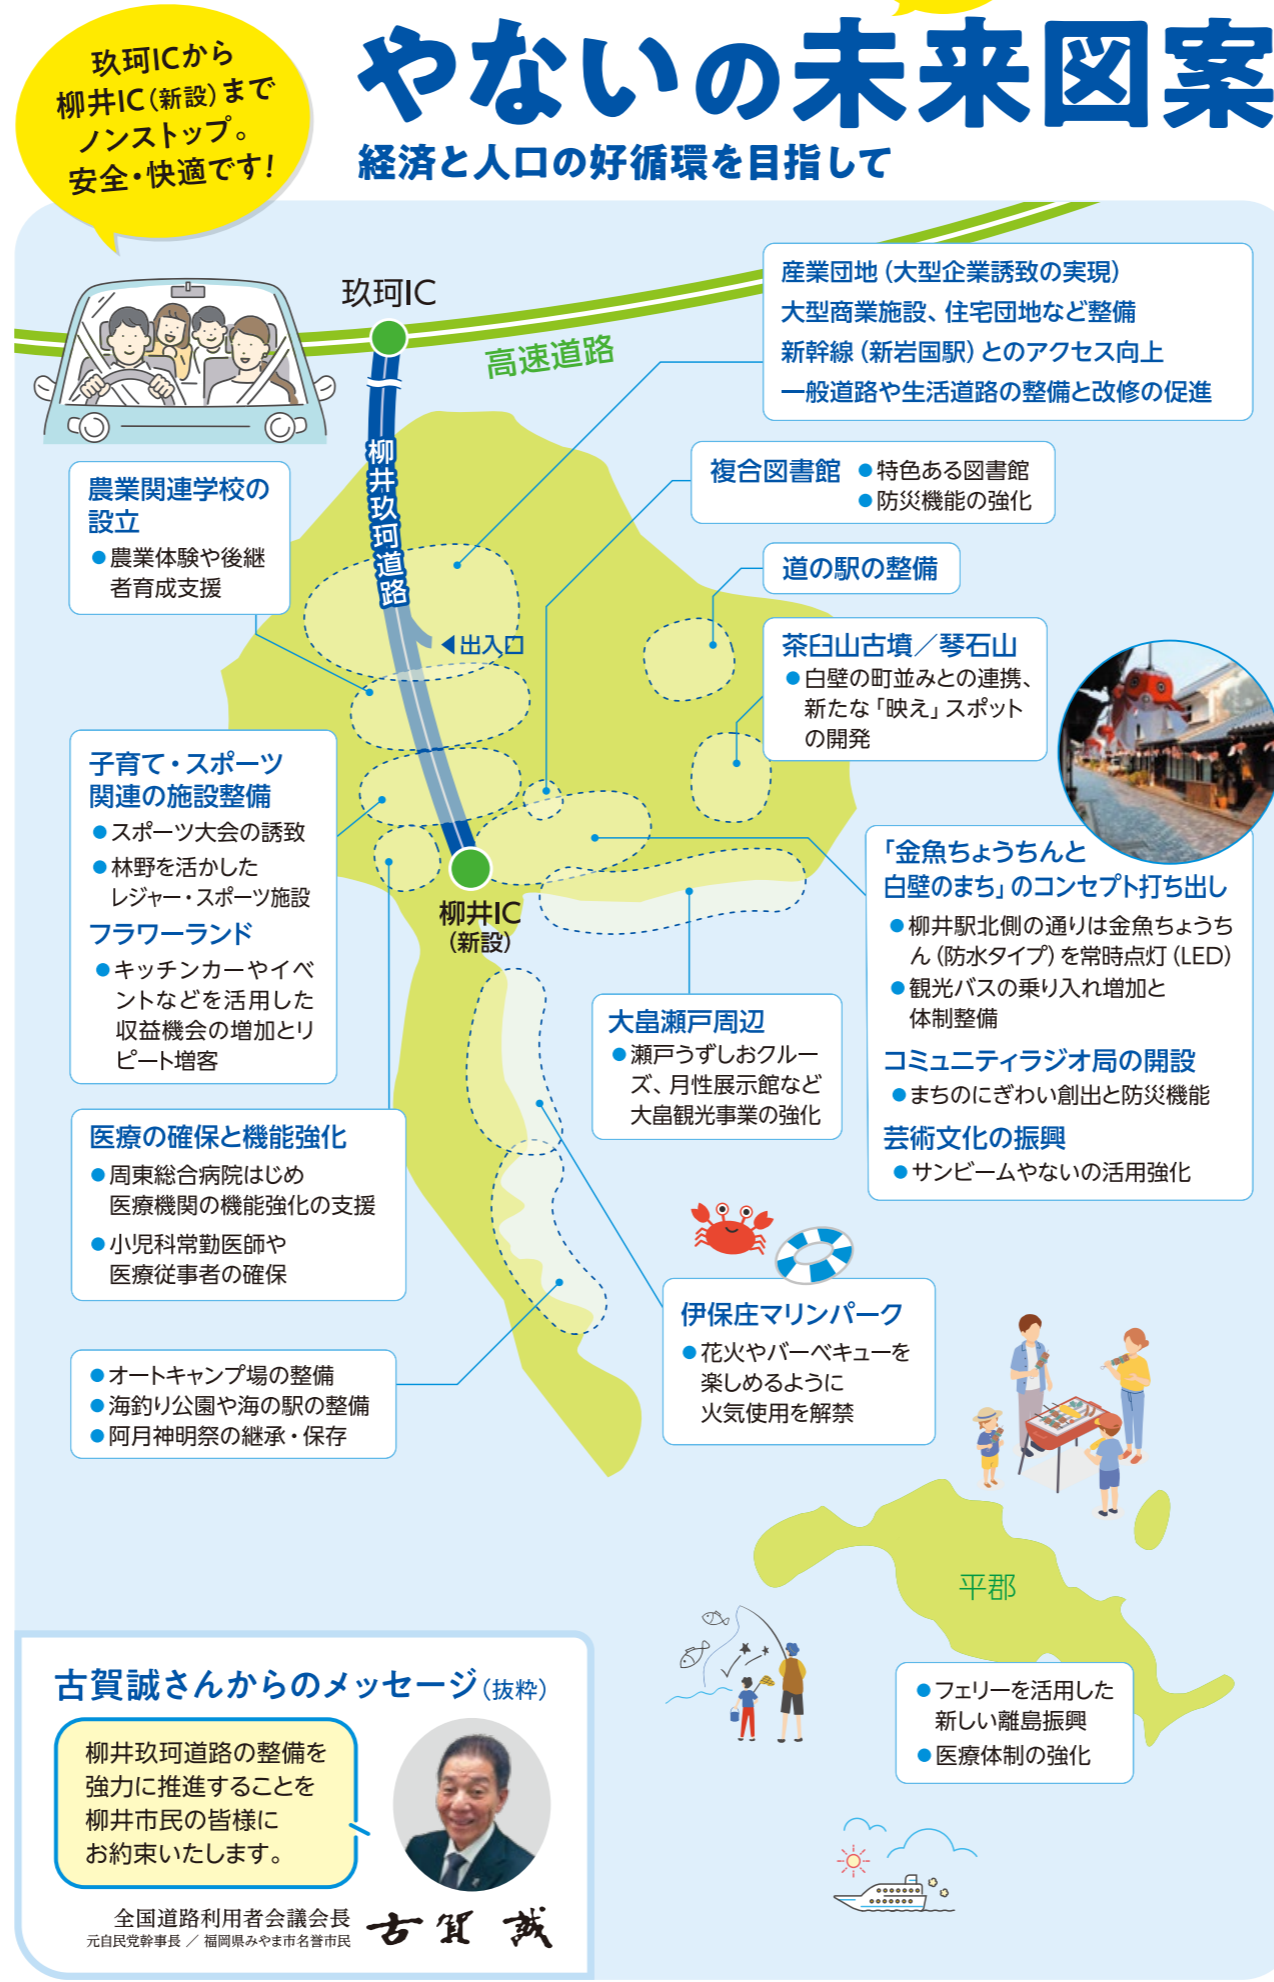 玖珂ICから
柳井IC（新設）まで
ノンストップ。
安全・快適です！
やないの未来図案
経済と人口の好循環を目指して
玖珂IC
高速道路
産業団地（大型企業誘致の実現）
大型商業施設、住宅団地など整備
新幹線（新岩国駅）とのアクセス向上
一般道路や生活道路の整備と改修の促進
柳井玖珂道路
複合図書館
●特色ある図書館
●防災機能の強化
農業関連学校の
設立
●農業体験や後継
者育成支援
道の駅の整備
◀出入口
茶臼山古墳／琴石山
●白壁の町並みとの連携、
新たな「映え」スポット
の開発
子育て・スポーツ
関連の施設整備
●スポーツ大会の誘致
●林野を活かした
レジャー・スポーツ施設
フラワーランド
●キッチンカーやイベ
ントなどを活用した
収益機会の増加とリ
ピート増客
柳井IC
（新設）
「金魚ちょうちんと
白壁のまち」のコンセプト打ち出し
●柳井駅北側の通りは金魚ちょうち
ん（防水タイプ）を常時点灯（LED）
●観光バスの乗り入れ増加と
体制整備
コミュニティラジオ局の開設
●まちのにぎわい創出と防災機能
芸術文化の振興
●サンビームやないの活用強化
大畠瀬戸周辺
●瀬戸うずしおクルー
ズ、月性展示館など
大畠観光事業の強化
医療の確保と機能強化
●周東総合病院はじめ
医療機関の機能強化の支援
●小児科常勤医師や
医療従事者の確保
伊保庄マリンパーク
●花火やバーベキューを
楽しめるように
火気使用を解禁
●オートキャンプ場の整備
●海釣り公園や海の駅の整備
●阿月神明祭の継承・保存
平郡
●フェリーを活用した
新しい離島振興
●医療体制の強化
古賀誠さんからのメッセージ（抜粋）
柳井玖珂道路の整備を
強力に推進することを
柳井市民の皆様に
お約束いたします。
全国道路利用者会議会長
元自民党幹事長 ／ 福岡県みやま市名誉市民
古賀 誠